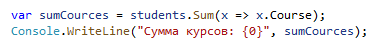 var sumCources = students.Sum(x => x.Course);
Console.WriteLine("Сумма курсов: {0}", sumCources);